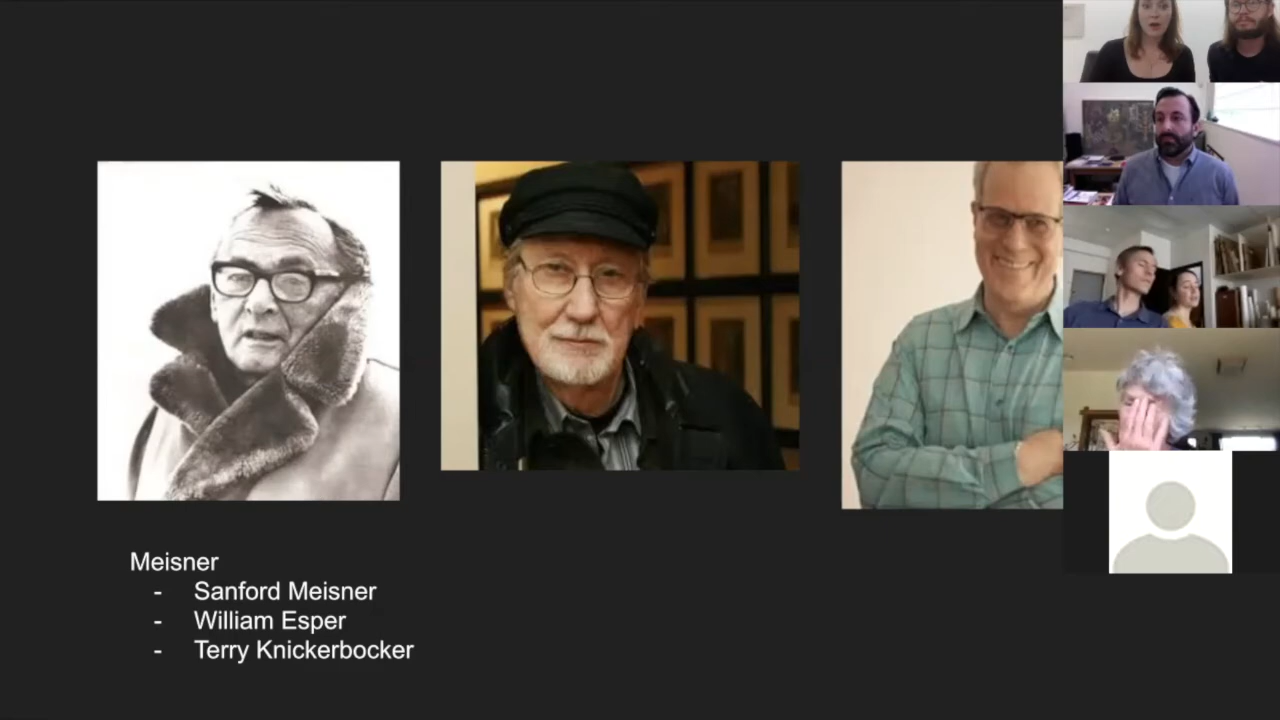 Meisner
- Sanford Meisner
- William Esper
- Terry Knickerbocker